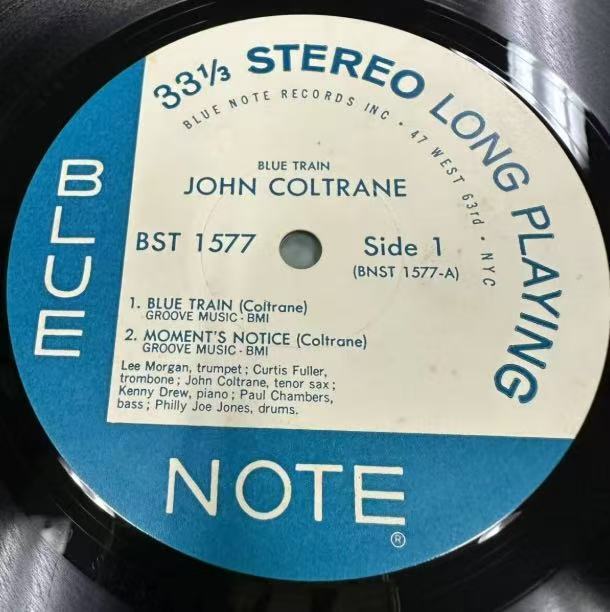 33⅓ STEREO LONG PLAYING
BLUE NOTE RECORDS INC • 47 WEST 63rd • NYC
BLUE TRAIN
JOHN COLTRANE
BST 1577
Side 1
(BNST 1577-A)
1. BLUE TRAIN (Coltrane)
GROOVE MUSIC · BMI
2. MOMENT'S NOTICE (Coltrane)
GROOVE MUSIC · BMI
Lee Morgan, trumpet; Curtis Fuller,
trombone; John Coltrane, tenor sax;
Kenny Drew, piano; Paul Chambers,
bass; Philly Joe Jones, drums.
BLUE
NOTE
®